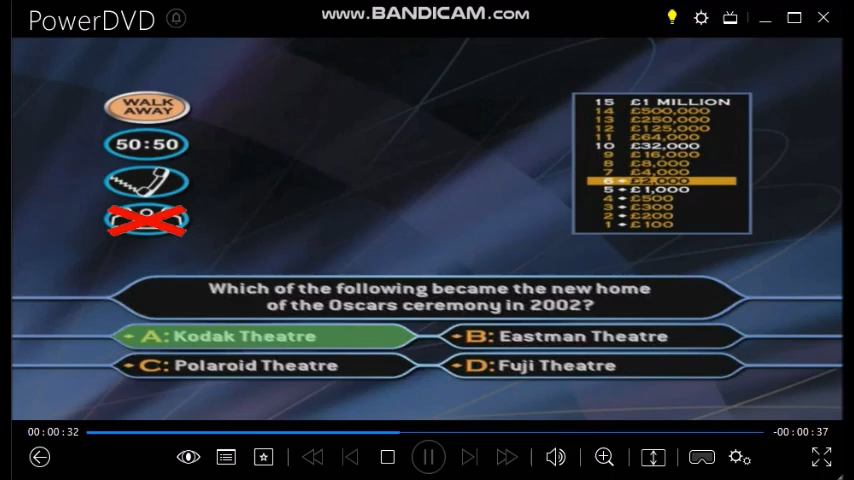 PowerDVD
www.BANDICAM.com
WALK
AWAY
50:50
15 £1 MILLION
14 £500,000
13 £250,000
12 £125,000
11 £64,000
10 £32,000
9 £16,000
8 £8,000
7 £4,000
6 £2,000
5 £1,000
4 £500
3 £300
2 £200
1 £100
Which of the following became the new home
of the Oscars ceremony in 2002?
A: Kodak Theatre
B: Eastman Theatre
C: Polaroid Theatre
D: Fuji Theatre
00:00:32
-00:00:37